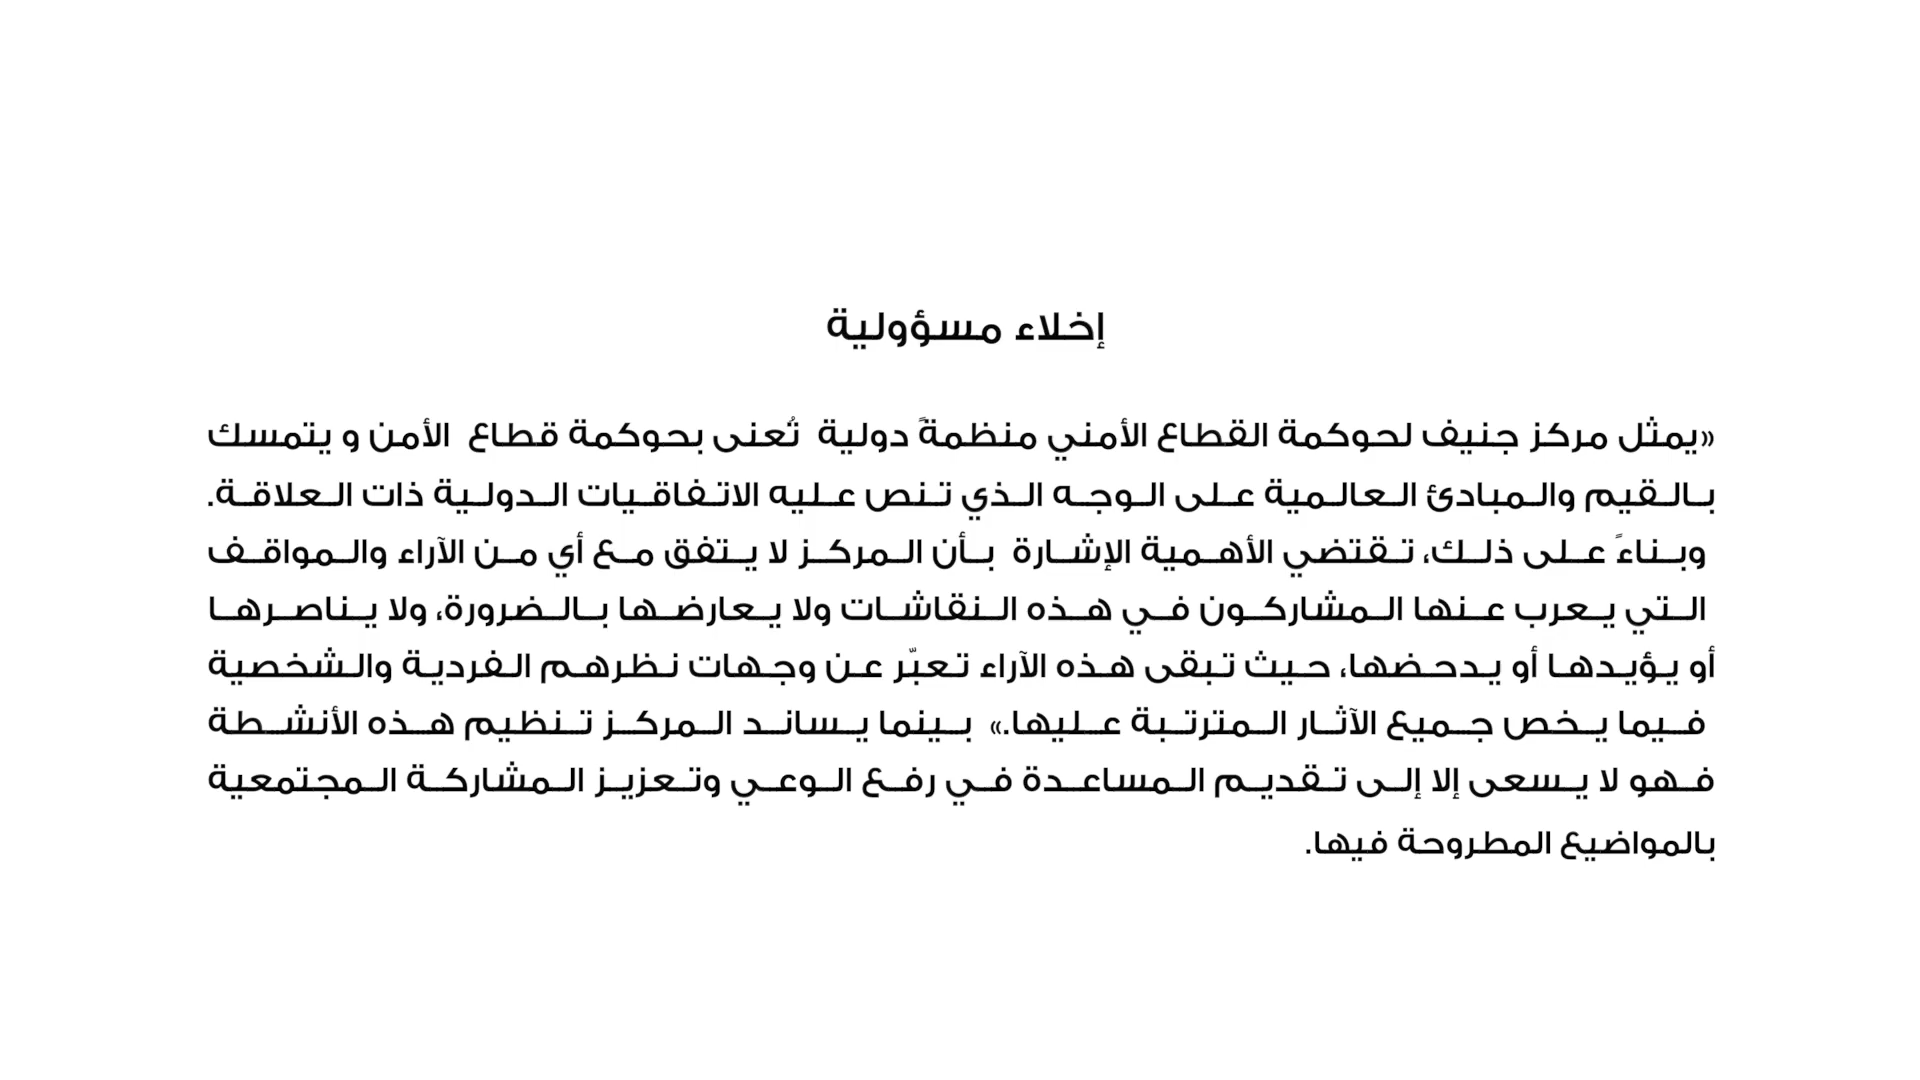 إخلاء مسؤولية
«يمثل مركز جنيف لحوكمة القطاع الأمني منظمةً دولية تُعنى بحوكمة قطاع الأمن و يتمسك
بالقيم والمبادئ العالمية على الوجه الذي تنص عليه الاتفاقيات الدولية ذات العلاقة.
وبناءً على ذلك، تقتضي الأهمية الإشارة بأن المركز لا يتفق مع أي من الآراء والمواقف
التي يعرب عنها المشاركون في هذه النقاشات ولا يعارضها بالضرورة، ولا يناصرها
أو يؤيدها أو يدحضها، حيث تبقى هذه الآراء تعبّر عن وجهات نظرهم الفردية والشخصية
فيما يخص جميع الآثار المترتبة عليها.» بينما يساند المركز تنظيم هذه الأنشطة
فهو لا يسعى إلا إلى تقديم المساعدة في رفع الوعي وتعزيز المشاركة المجتمعية
بالمواضيع المطروحة فيها.